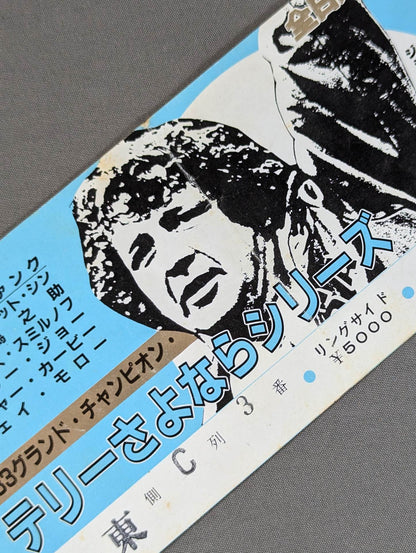 全日
ァンク
ット・シン
之助
・スミルノフ
ー・ジョー
ャー・カービー
ェイ・モロー
83グランド・チャンピオン・
テリーさよならシリーズ
リングサイド
¥5000
東側 C列 3番